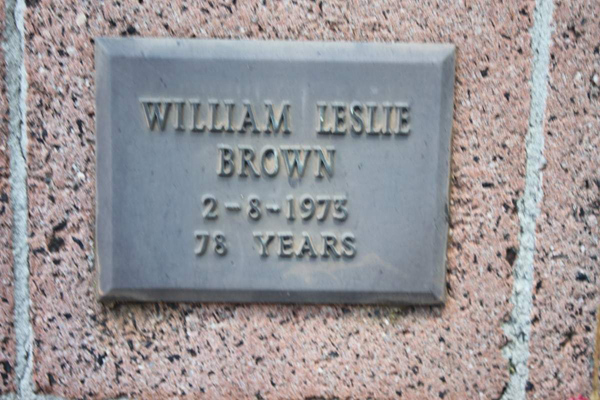 WILLIAM LESLIE
BROWN
2-8-1973
78 YEARS